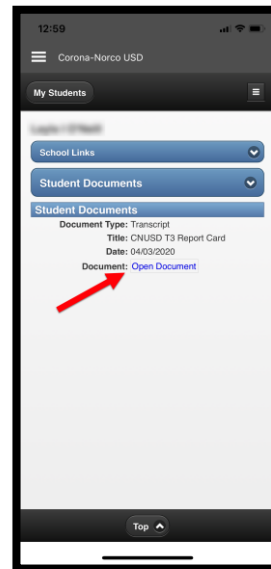 12:59
Corona-Norco USD
My Students
School Links
Student Documents
Student Documents
Document Type: Transcript
Title: CNUSD T3 Report Card
Date: 04/03/2020
Document: Open Document
Top